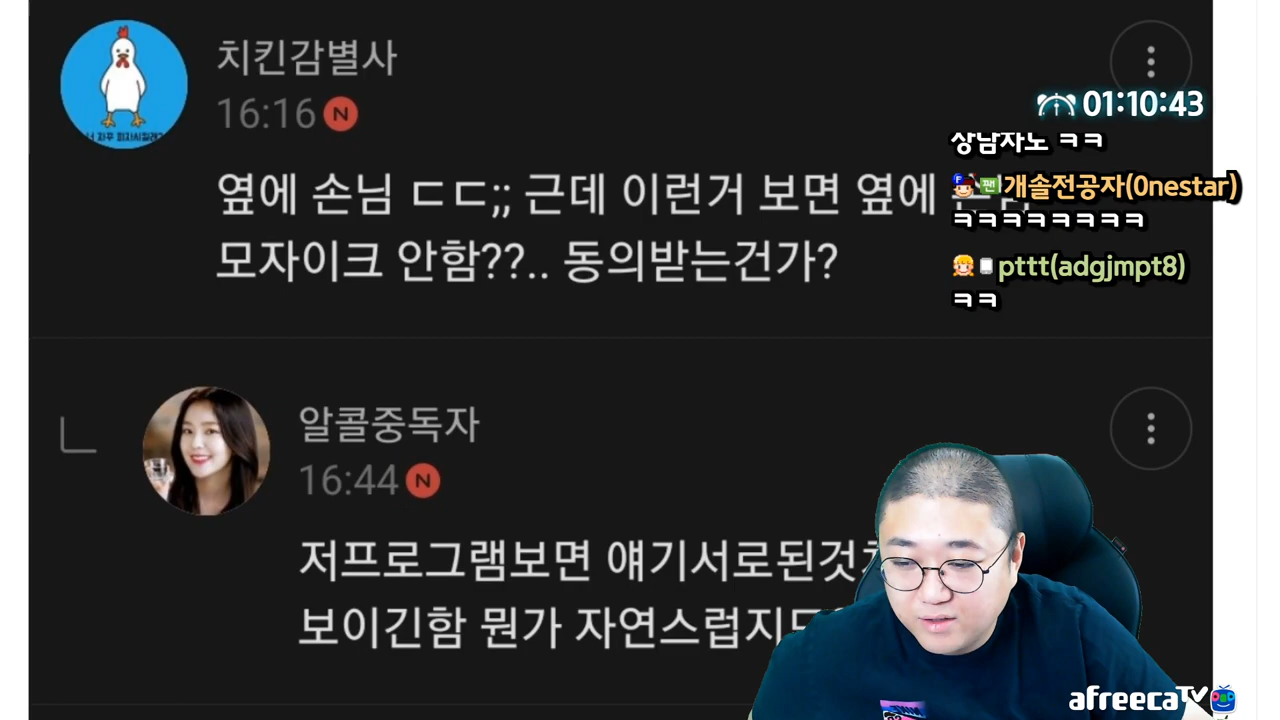 치킨감별사
16:16 N
옆에 손님 ㄷㄷ;; 근데 이런거 보면 옆에
모자이크 안함??.. 동의받는건가?
알콜중독자
16:44 N
저프로그램보면 얘기서로된것
보이긴함 뭔가 자연스럽지
01:10:43
상남자노 ㅋㅋ
개솔전공자(0nestar)
ㅋㅋㅋㅋㅋㅋㅋㅋ
pttt(adgjmpt8)
ㅋㅋ
afreecaTV